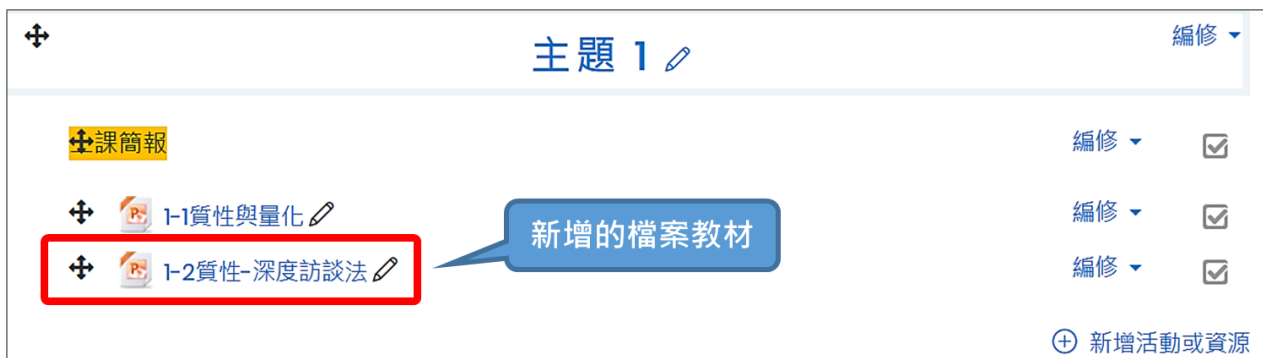 主題 1
編修
課簡報
編修
1-1質性與量化
編修
新增的檔案教材
1-2質性-深度訪談法
編修
新增活動或資源